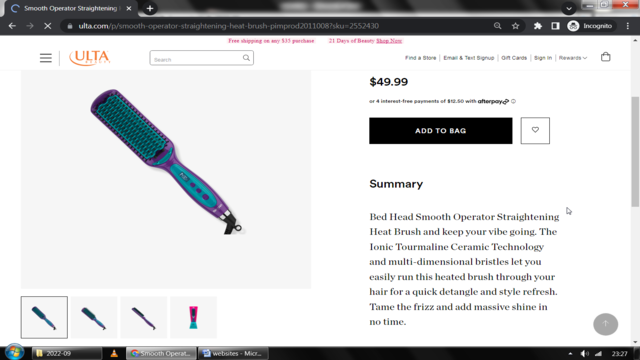 Smooth Operator Straightening H
ulta.com/p/smooth-operator-straightening-heat-brush-pimprod2011008?sku=2552430
Incognito
Free shipping on any $35 purchase 21 Days of Beauty Shop Now!
ULTA
BEAUTY
Search
Find a Store
Email & Text Signup
Gift Cards
Sign In
Rewards
$49.99
or 4 interest-free payments of $12.50 with afterpay
ADD TO BAG
Summary
Bed Head Smooth Operator Straightening
Heat Brush and keep your vibe going. The
Ionic Tourmaline Ceramic Technology
and multi-dimensional bristles let you
easily run this heated brush through your
hair for a quick detangle and style refresh.
Tame the frizz and add massive shine in
no time.
2022-09
Smooth Operat...
websites - Micr...
23:27